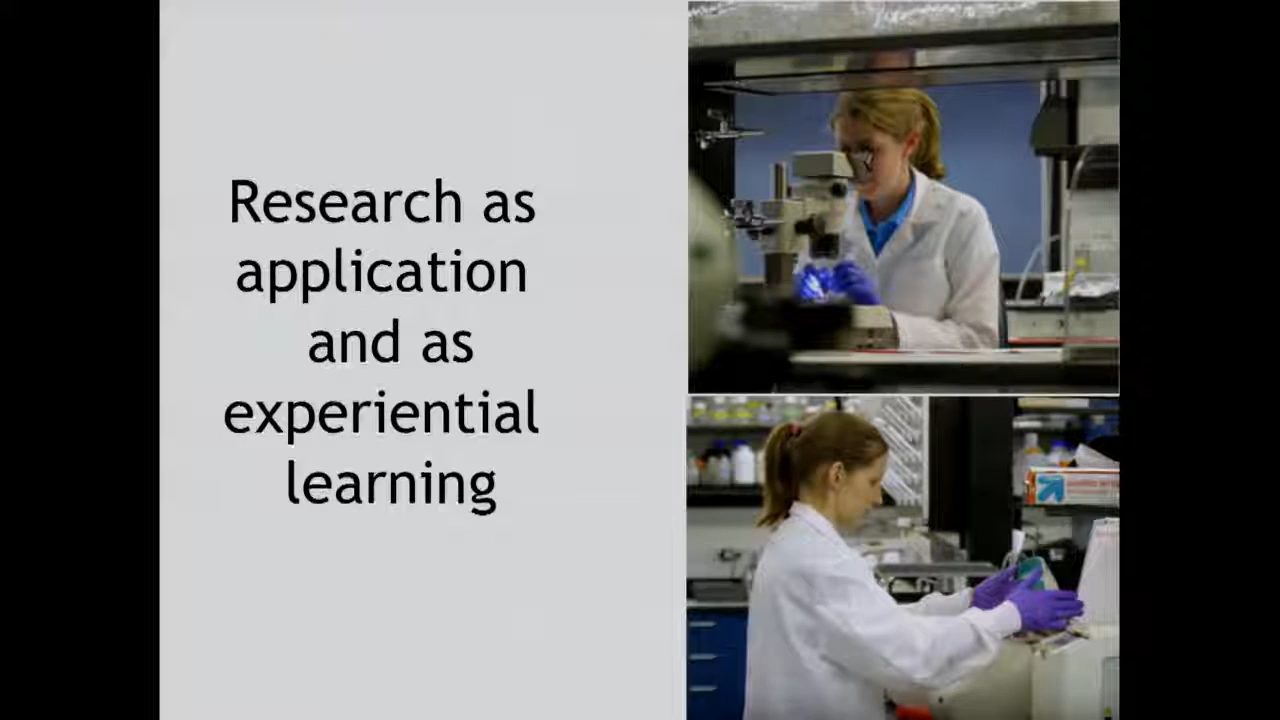 Research as
application
and as
experiential
learning